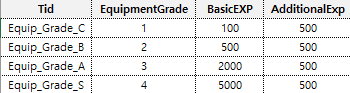 Tid EquipmentGrade BasicEXP AdditionalExp
Equip_Grade_C 1 100 500
Equip_Grade_B 2 500 500
Equip_Grade_A 3 2000 500
Equip_Grade_S 4 5000 500